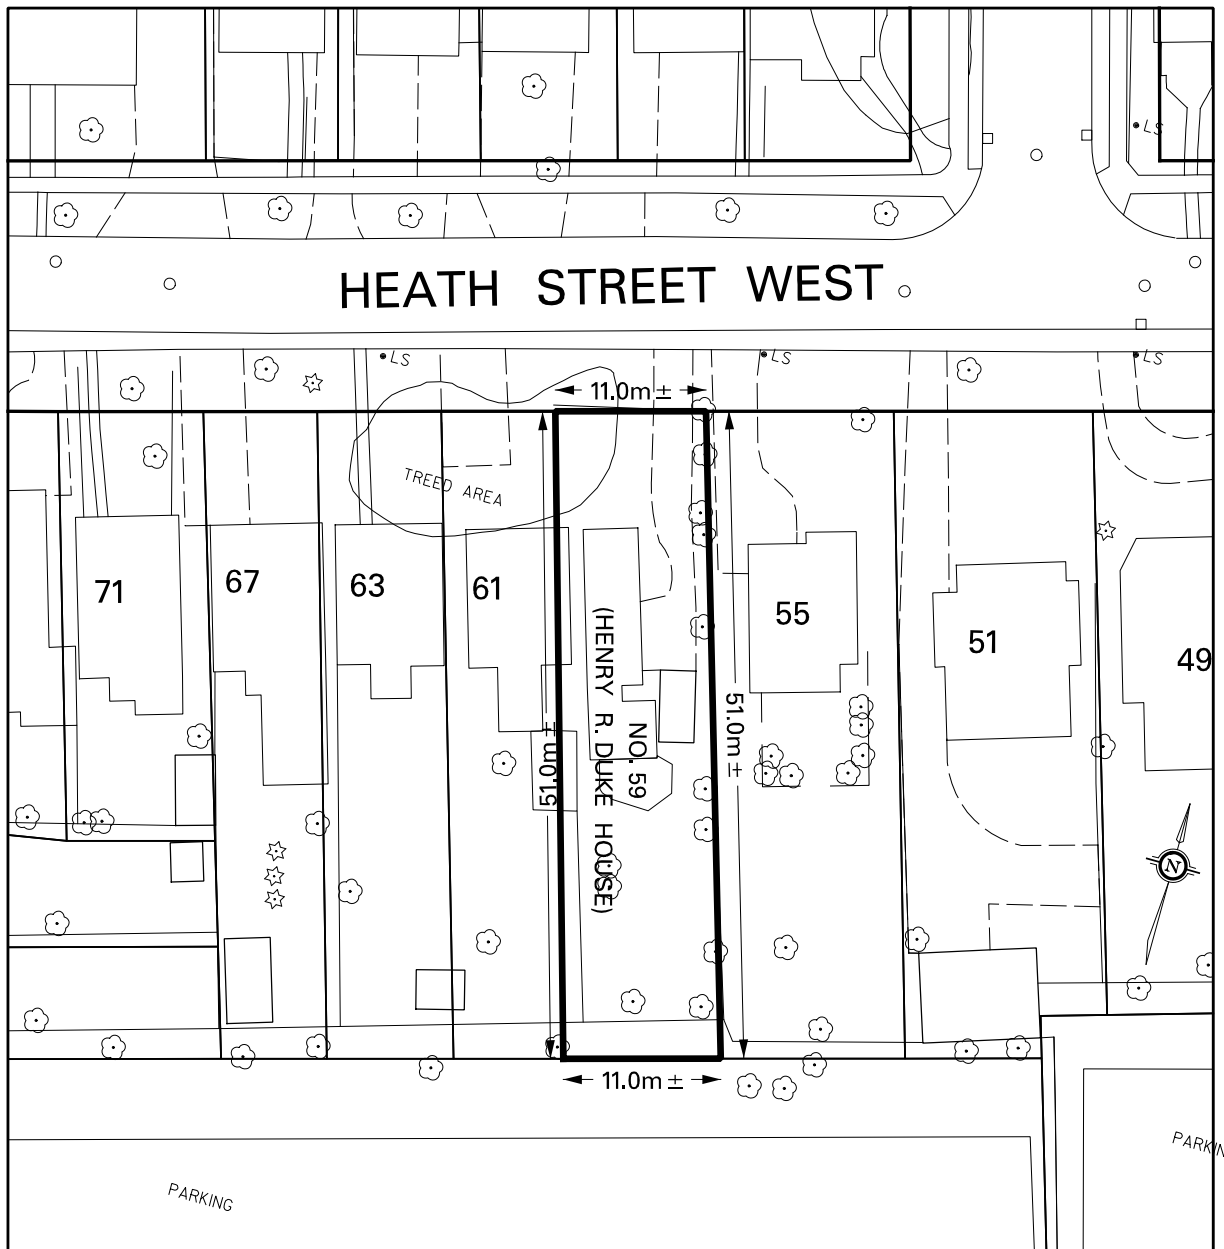 LS
HEATH STREET WEST
LS
LS
LS
11.0m ±
TREED AREA
71
67
63
61
55
51
49
(HENRY R. DUKE HOUSE)
NO. 59
51.0m ±
51.0m ±
N
11.0m ±
PARKING
PARKIN